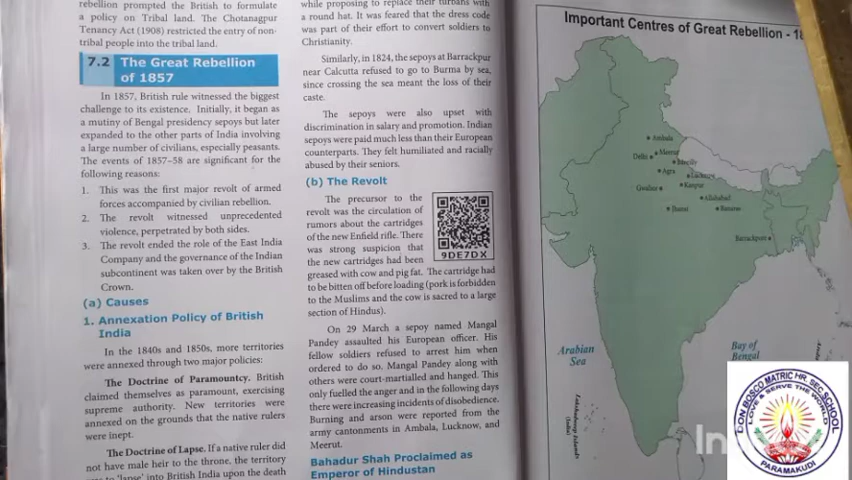 rebellion prompted the British to formulate
a policy on Tribal land. The Chotanagpur
Tenancy Act (1908) restricted the entry of non-
tribal people into the tribal land.
7.2 The Great Rebellion
of 1857
In 1857, British rule witnessed the biggest
challenge to its existence. Initially, it began as
a mutiny of Bengal presidency sepoys but later
expanded to the other parts of India involving
a large number of civilians, especially peasants.
The events of 1857–58 are significant for the
following reasons:
1. This was the first major revolt of armed
forces accompanied by civilian rebellion.
2. The revolt witnessed unprecedented
violence, perpetrated by both sides.
3. The revolt ended the role of the East India
Company and the governance of the Indian
subcontinent was taken over by the British
Crown.
(a) Causes
1. Annexation Policy of British
India
In the 1840s and 1850s, more territories
were annexed through two major policies:
The Doctrine of Paramountcy. British
claimed themselves as paramount, exercising
supreme authority. New territories were
annexed on the grounds that the native rulers
were inept.
The Doctrine of Lapse. If a native ruler did
not have male heir to the throne, the territory
was to 'lapse' into British India upon the death
while proposing to replace their turbans with
a round hat. It was feared that the dress code
was part of their effort to convert soldiers to
Christianity.
Similarly, in 1824, the sepoys at Barrackpur
near Calcutta refused to go to Burma by sea,
since crossing the sea meant the loss of their
caste.
The sepoys were also upset with
discrimination in salary and promotion. Indian
sepoys were paid much less than their European
counterparts. They felt humiliated and racially
abused by their seniors.
(b) The Revolt
The precursor to the
revolt was the circulation of
rumors about the cartridges
of the new Enfield rifle. There
was strong suspicion that
the new cartridges had been
greased with cow and pig fat. The cartridge had
to be bitten off before loading (pork is forbidden
to the Muslims and the cow is sacred to a large
section of Hindus).
9DE7DX
On 29 March a sepoy named Mangal
Pandey assaulted his European officer. His
fellow soldiers refused to arrest him when
ordered to do so. Mangal Pandey along with
others were court-martialled and hanged. This
only fuelled the anger and in the following days
there were increasing incidents of disobedience.
Burning and arson were reported from the
army cantonments in Ambala, Lucknow, and
Meerut.
Bahadur Shah Proclaimed as
Emperor of Hindustan
Important Centres of Great Rebellion - 18
Ambala
Meerut
Delhi
Bareilly
Agra
Lucknow
Gwalior
Kanpur
Allahabad
Jhansi
Banaras
Barrackpore
Arabian
Sea
Bay of
Bengal
Lakshadweep Islands
(India)
DON BOSCO MATRIC HR. SEC SCHOOL
LOVE & SERVE THE WORLD
PARAMAKUDI